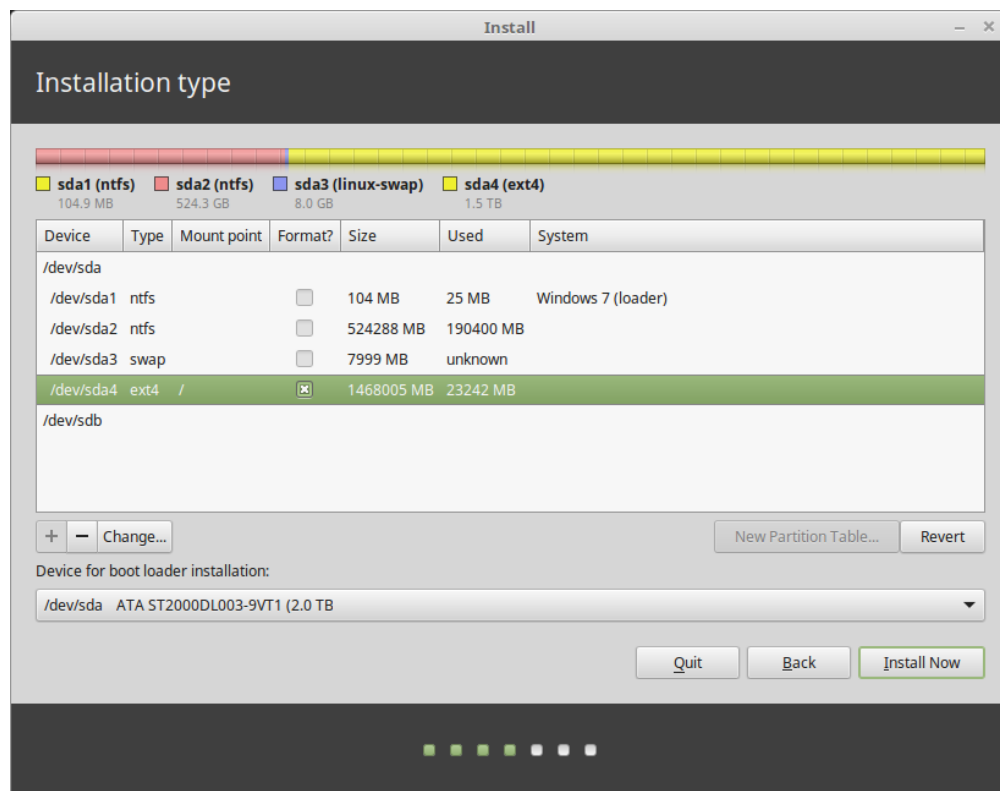 Install
Installation type
sda1 (ntfs) sda2 (ntfs) sda3 (linux-swap) sda4 (ext4)
104.9 MB 524.3 GB 8.0 GB 1.5 TB
Device Type Mount point Format? Size Used System
/dev/sda
/dev/sda1 ntfs 104 MB 25 MB Windows 7 (loader)
/dev/sda2 ntfs 524288 MB 190400 MB
/dev/sda3 swap 7999 MB unknown
/dev/sda4 ext4 / 1468005 MB 23242 MB
/dev/sdb
+ − Change... New Partition Table... Revert
Device for boot loader installation:
/dev/sda ATA ST2000DL003-9VT1 (2.0 TB
Quit Back Install Now